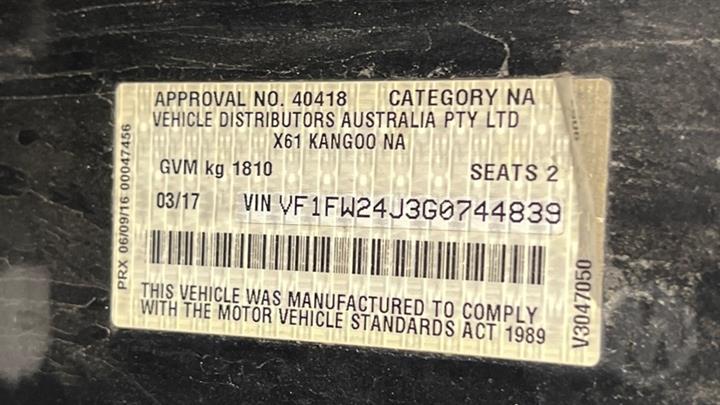 APPROVAL NO. 40418 CATEGORY NA
VEHICLE DISTRIBUTORS AUSTRALIA PTY LTD
X61 KANGOO NA
GVM kg 1810 SEATS 2
03/17 VIN VF1FW24J3G0744839
THIS VEHICLE WAS MANUFACTURED TO COMPLY
WITH THE MOTOR VEHICLE STANDARDS ACT 1989
PRX 06/09/16 00047456
V3047050